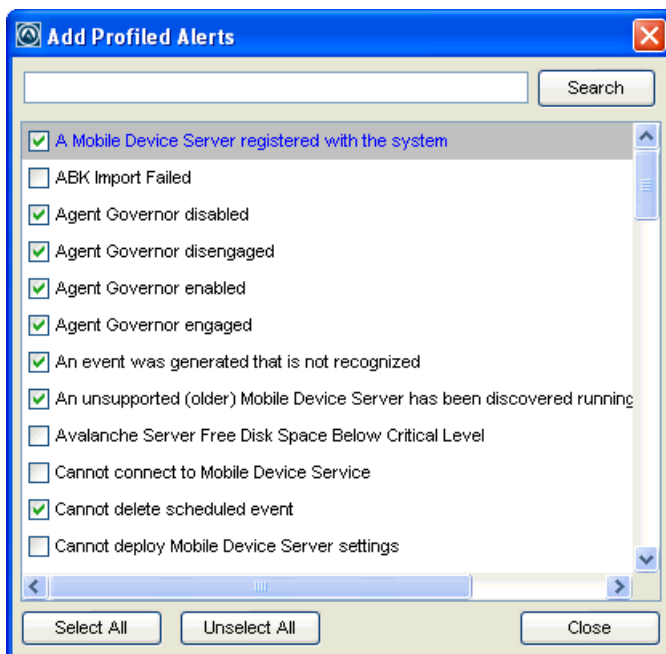 Add Profiled Alerts
Search
A Mobile Device Server registered with the system
ABK Import Failed
Agent Governor disabled
Agent Governor disengaged
Agent Governor enabled
Agent Governor engaged
An event was generated that is not recognized
An unsupported (older) Mobile Device Server has been discovered running
Avalanche Server Free Disk Space Below Critical Level
Cannot connect to Mobile Device Service
Cannot delete scheduled event
Cannot deploy Mobile Device Server settings
Select All Unselect All Close